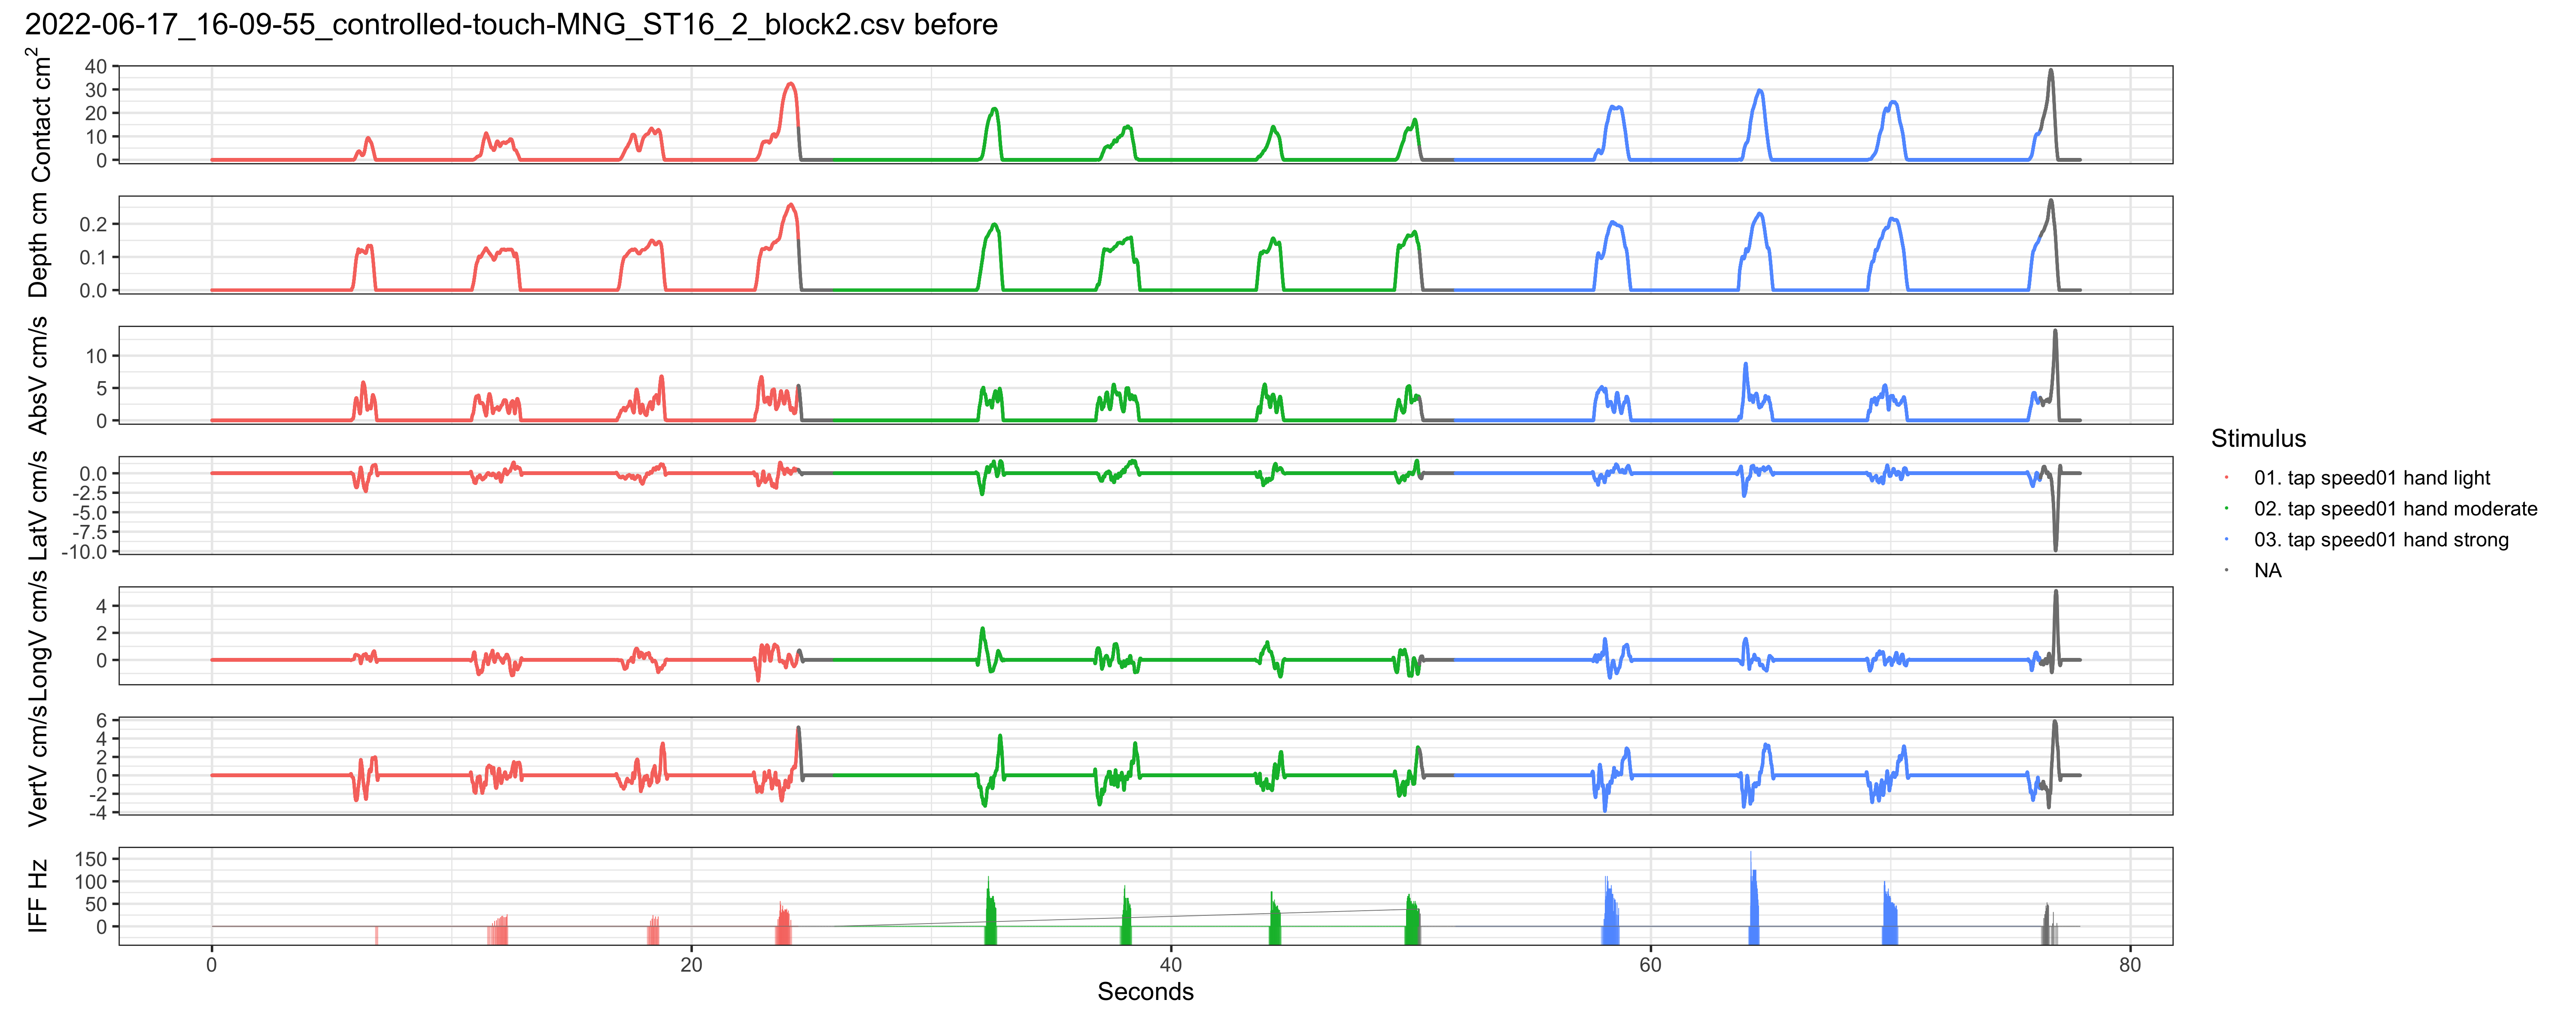 2022-06-17_16-09-55_controlled-touch-MNG_ST16_2_block2.csv before
Contact cm²
40
30
20
10
0
Depth cm
0.2
0.1
0.0
AbsV cm/s
10
5
0
LatV cm/s
0.0
-2.5
-5.0
-7.5
-10.0
LongV cm/s
4
2
0
VertV cm/s
6
4
2
0
-2
-4
IFF Hz
150
100
50
0
0 20 40 60 80
Seconds
Stimulus
01. tap speed01 hand light
02. tap speed01 hand moderate
03. tap speed01 hand strong
NA